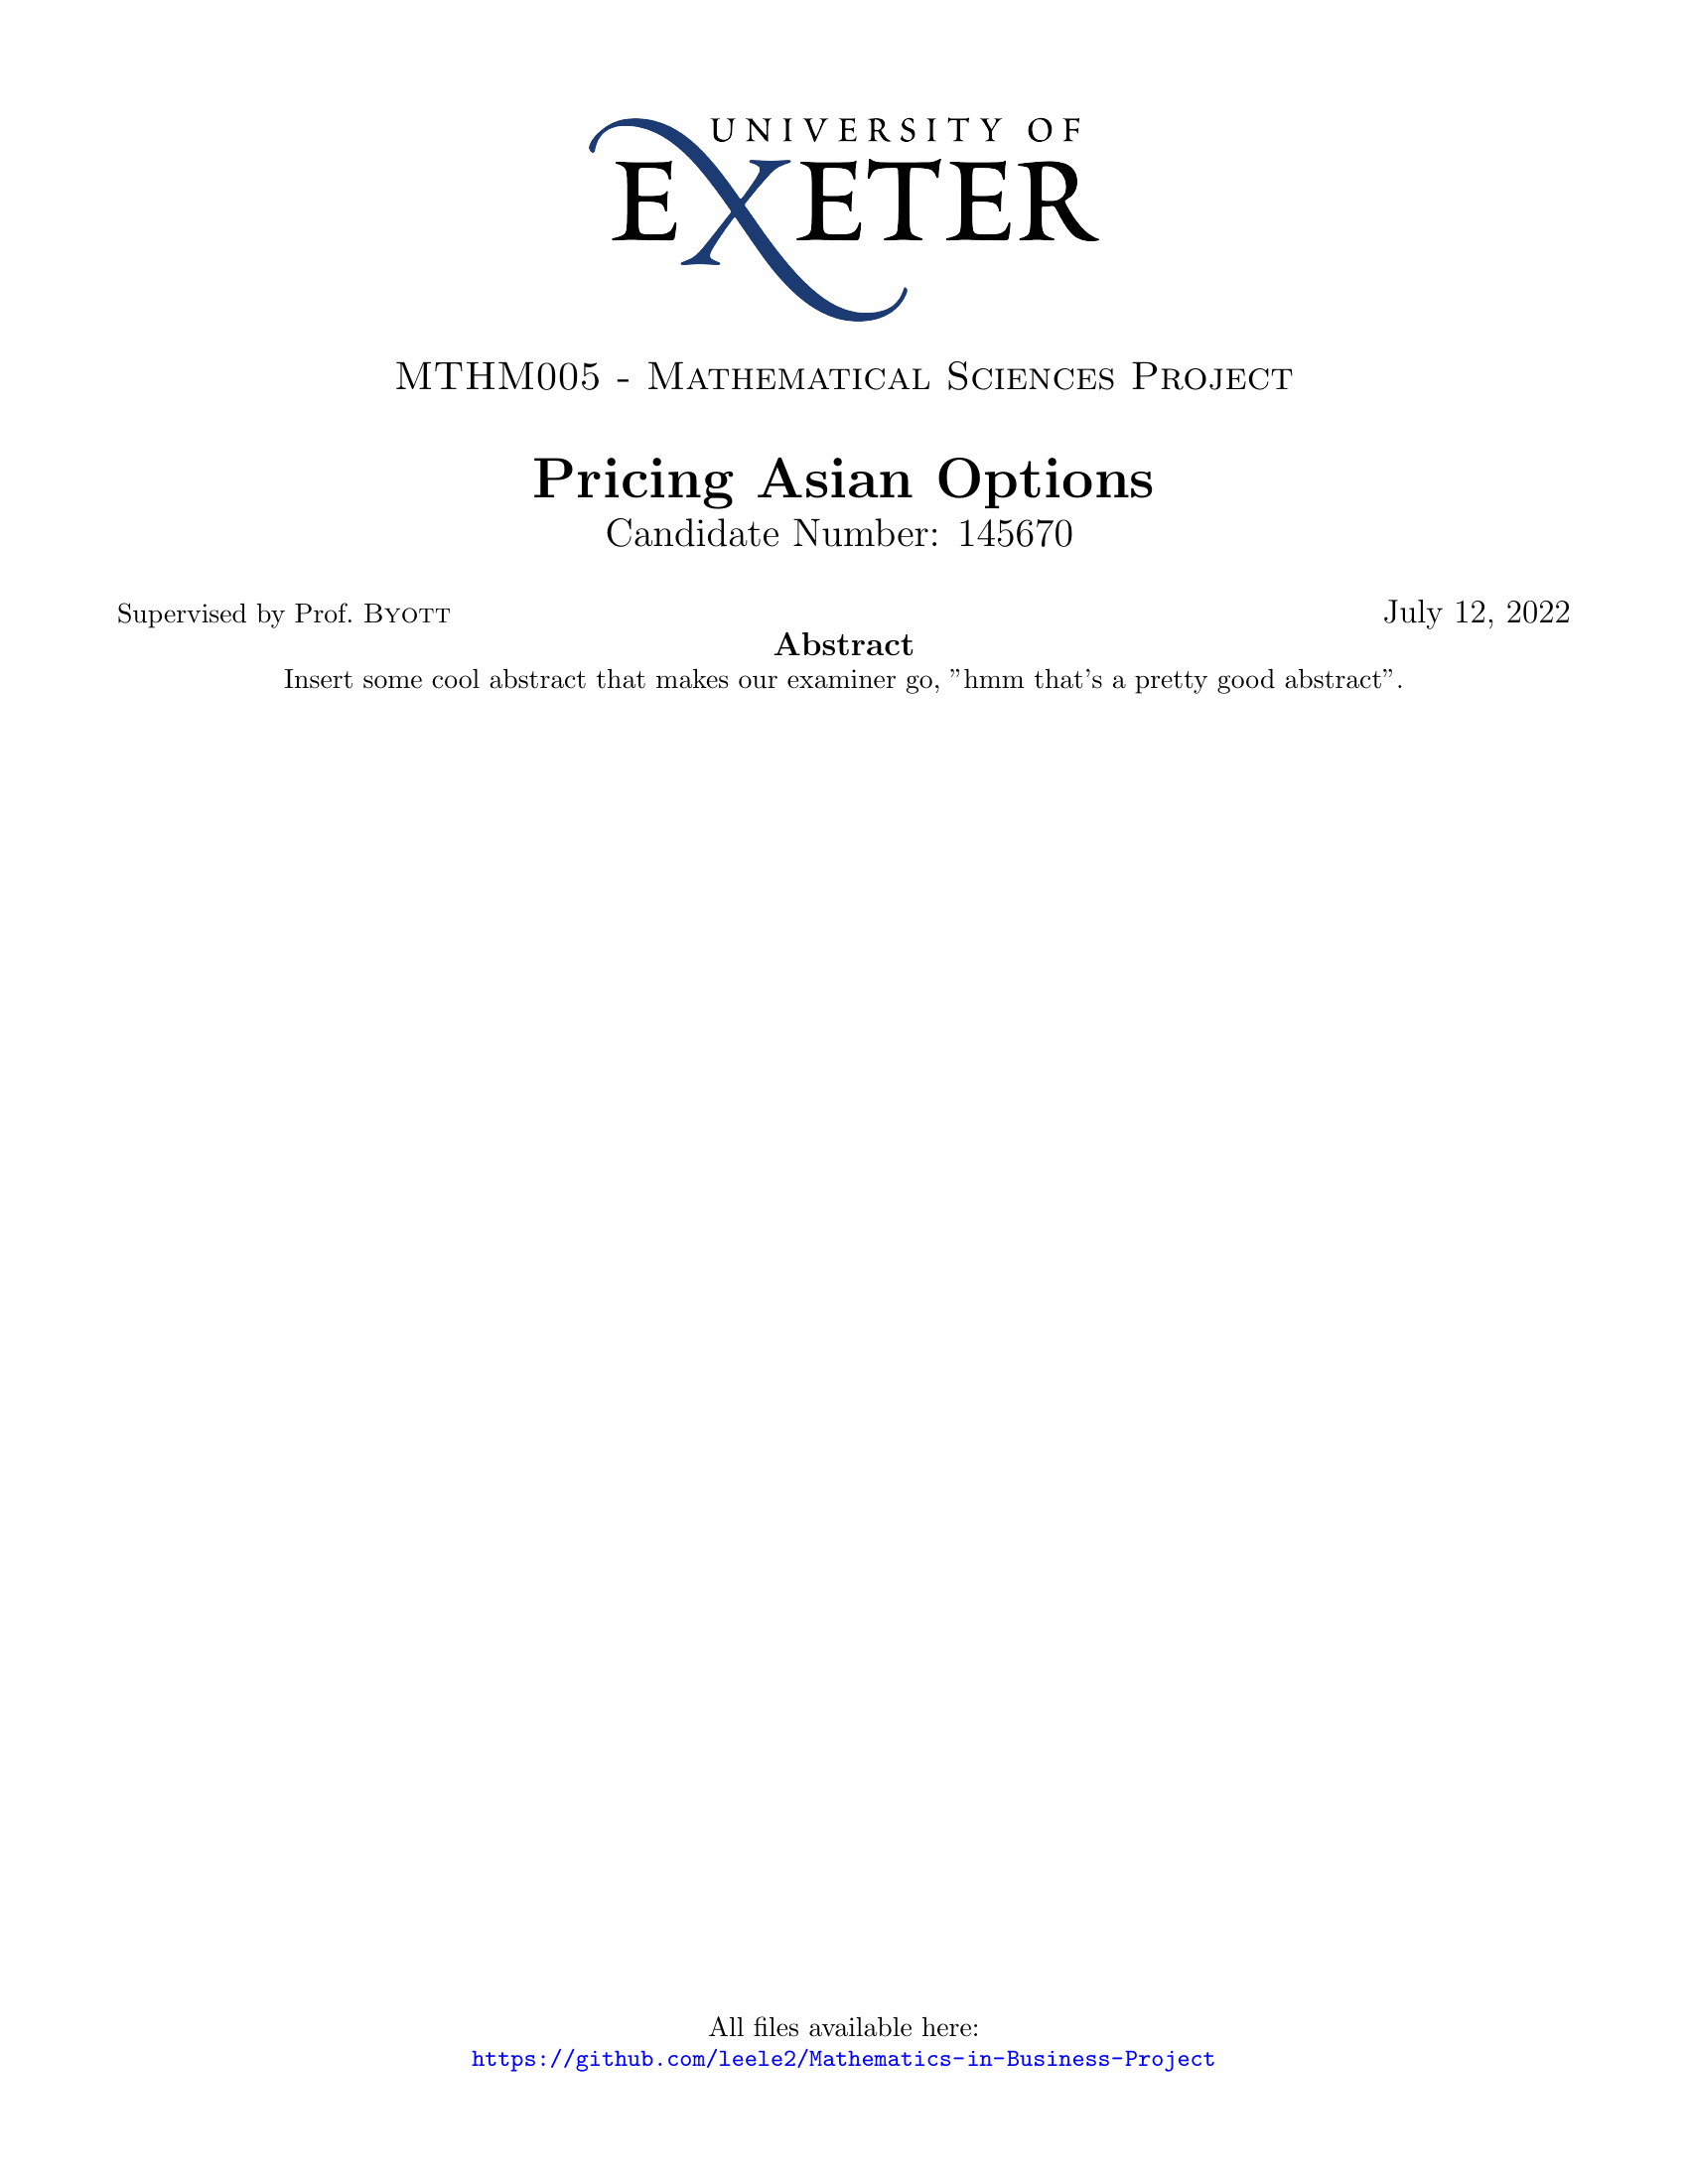 UNIVERSITY OF
EXETER
MTHM005 - Mathematical Sciences Project
Pricing Asian Options
Candidate Number: 145670
Supervised by Prof. Byott
July 12, 2022
Abstract
Insert some cool abstract that makes our examiner go, ”hmm that’s a pretty good abstract”.
All files available here:
https://github.com/leele2/Mathematics-in-Business-Project